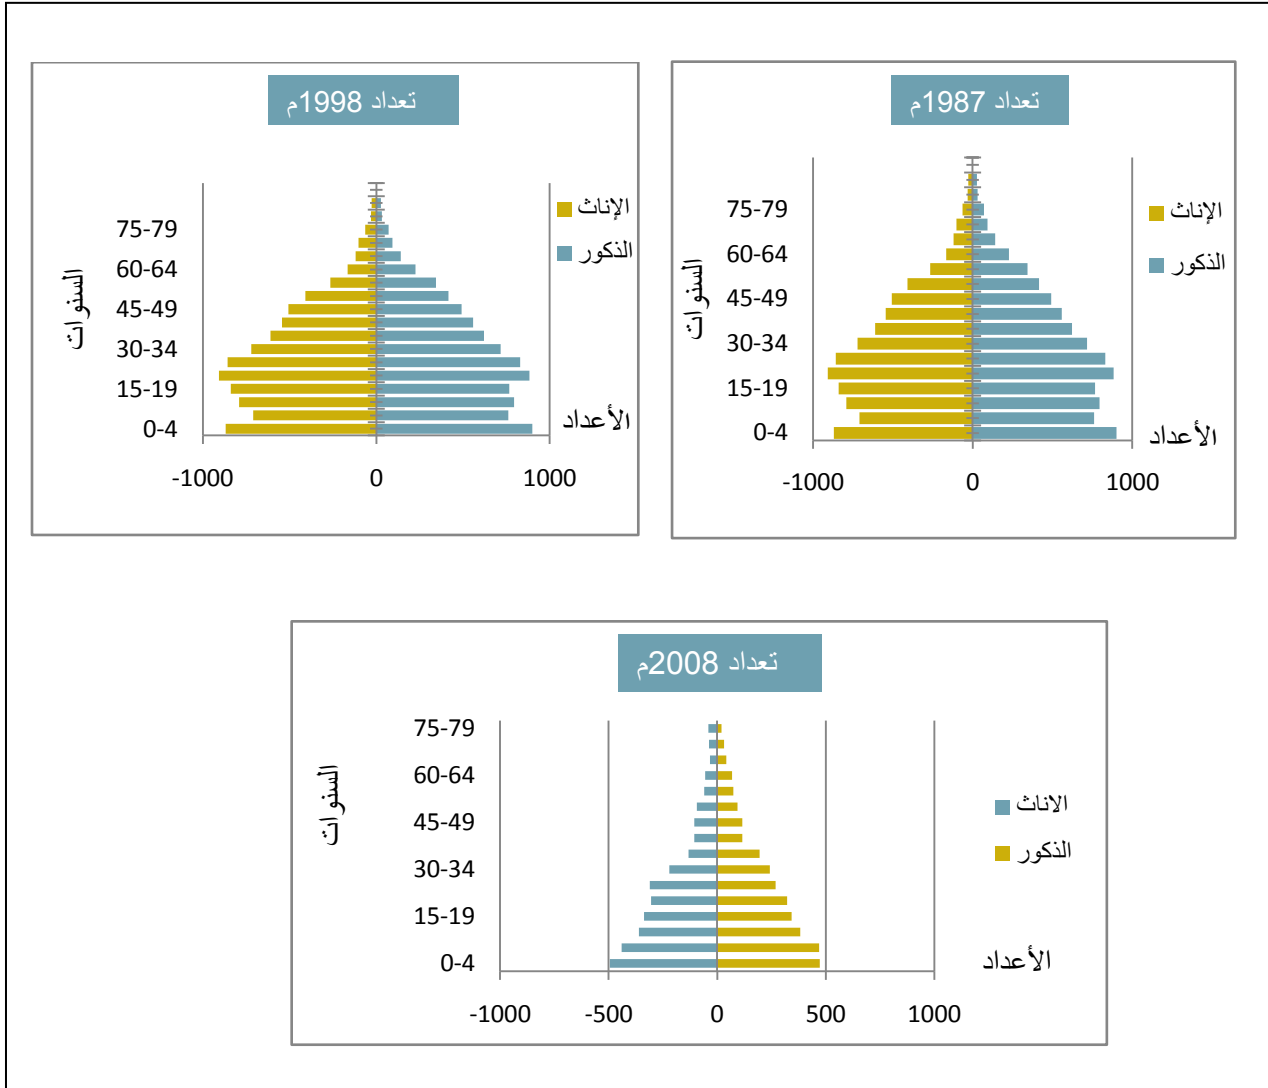 تعداد 1987م
الإناث
الذكور
السنوات
75-79
60-64
45-49
30-34
15-19
0-4
الأعداد
-1000
0
1000
تعداد 1998م
الإناث
الذكور
السنوات
75-79
60-64
45-49
30-34
15-19
0-4
الأعداد
-1000
0
1000
تعداد 2008م
الاناث
الذكور
السنوات
75-79
60-64
45-49
30-34
15-19
0-4
الأعداد
-1000
-500
0
500
1000